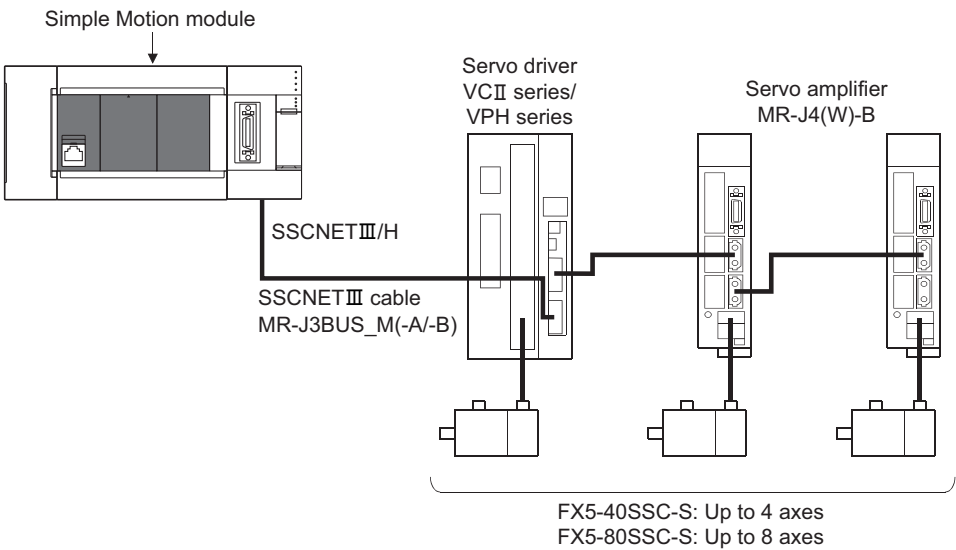 Simple Motion module
Servo driver
VCⅡ series/
VPH series
Servo amplifier
MR-J4(W)-B
SSCNETⅢ/H
SSCNETⅢ cable
MR-J3BUS_M(-A/-B)
FX5-40SSC-S: Up to 4 axes
FX5-80SSC-S: Up to 8 axes